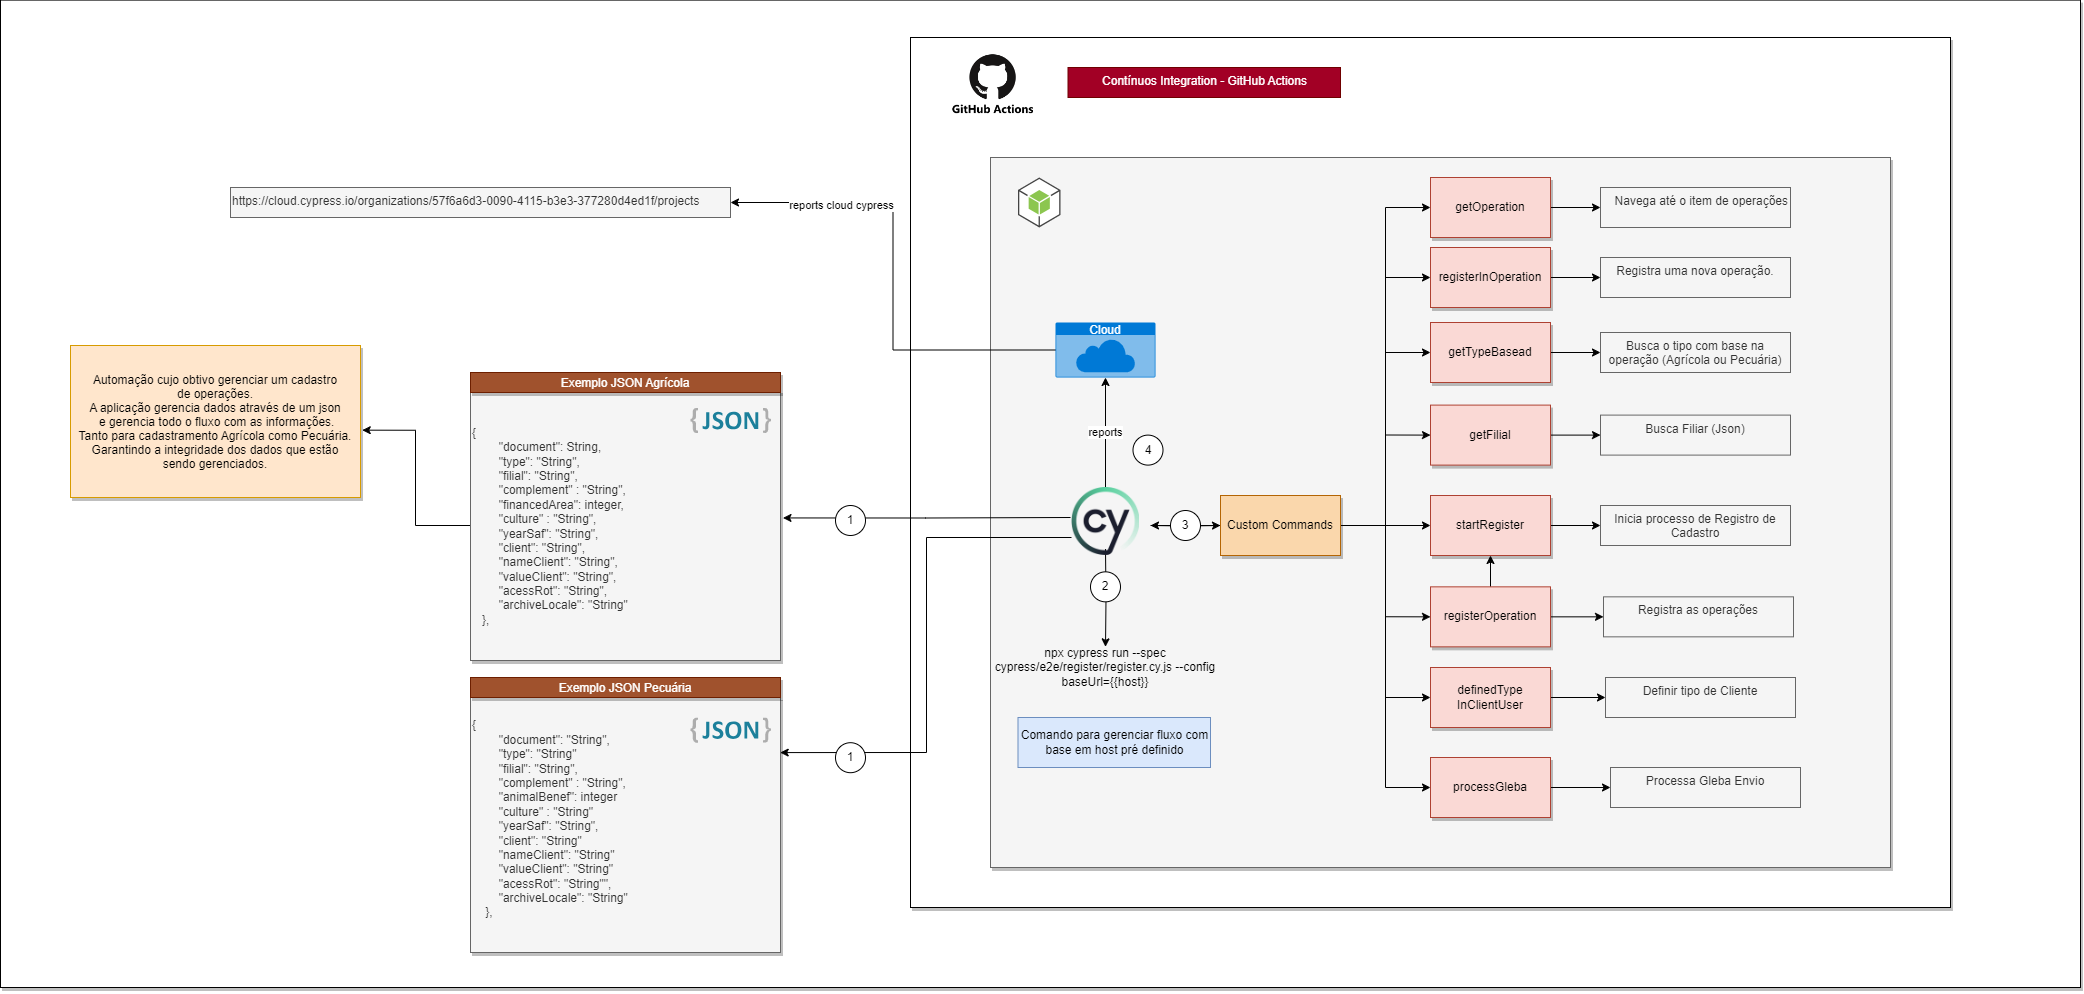 GitHub Actions
Contínuos Integration - GitHub Actions
https://cloud.cypress.io/organizations/57f6a6d3-0090-4115-b3e3-377280d4ed1f/projects
reports cloud cypress
Automação cujo obtivo gerenciar um cadastro
de operações.
A aplicação gerencia dados através de um json
e gerencia todo o fluxo com as informações.
Tanto para cadastramento Agrícola como Pecuária.
Garantindo a integridade dos dados que estão
sendo gerenciados.
Exemplo JSON Agrícola
{JSON}
{
"document": String,
"type": "String",
"filial": "String",
"complement" : "String",
"financedArea": integer,
"culture" : "String",
"yearSaf": "String",
"client": "String",
"nameClient": "String",
"valueClient": "String",
"acessRot": "String",
"archiveLocale": "String"
},
Exemplo JSON Pecuária
{JSON}
{
"document": "String",
"type": "String"
"filial": "String",
"complement" : "String",
"animalBenef": integer
"culture" : "String"
"yearSaf": "String",
"client": "String"
"nameClient": "String"
"valueClient": "String"
"acessRot": "String"",
"archiveLocale": "String"
},
1
1
Cloud
reports
4
cy
2
3
npx cypress run --spec
cypress/e2e/register/register.cy.js --config
baseUrl={{host}}
Comando para gerenciar fluxo com
base em host pré definido
Custom Commands
getOperation
Navega até o item de operações
registerInOperation
Registra uma nova operação.
getTypeBasead
Busca o tipo com base na
operação (Agrícola ou Pecuária)
getFilial
Busca Filiar (Json)
startRegister
Inicia processo de Registro de
Cadastro
registerOperation
Registra as operações
definedType
InClientUser
Definir tipo de Cliente
processGleba
Processa Gleba Envio